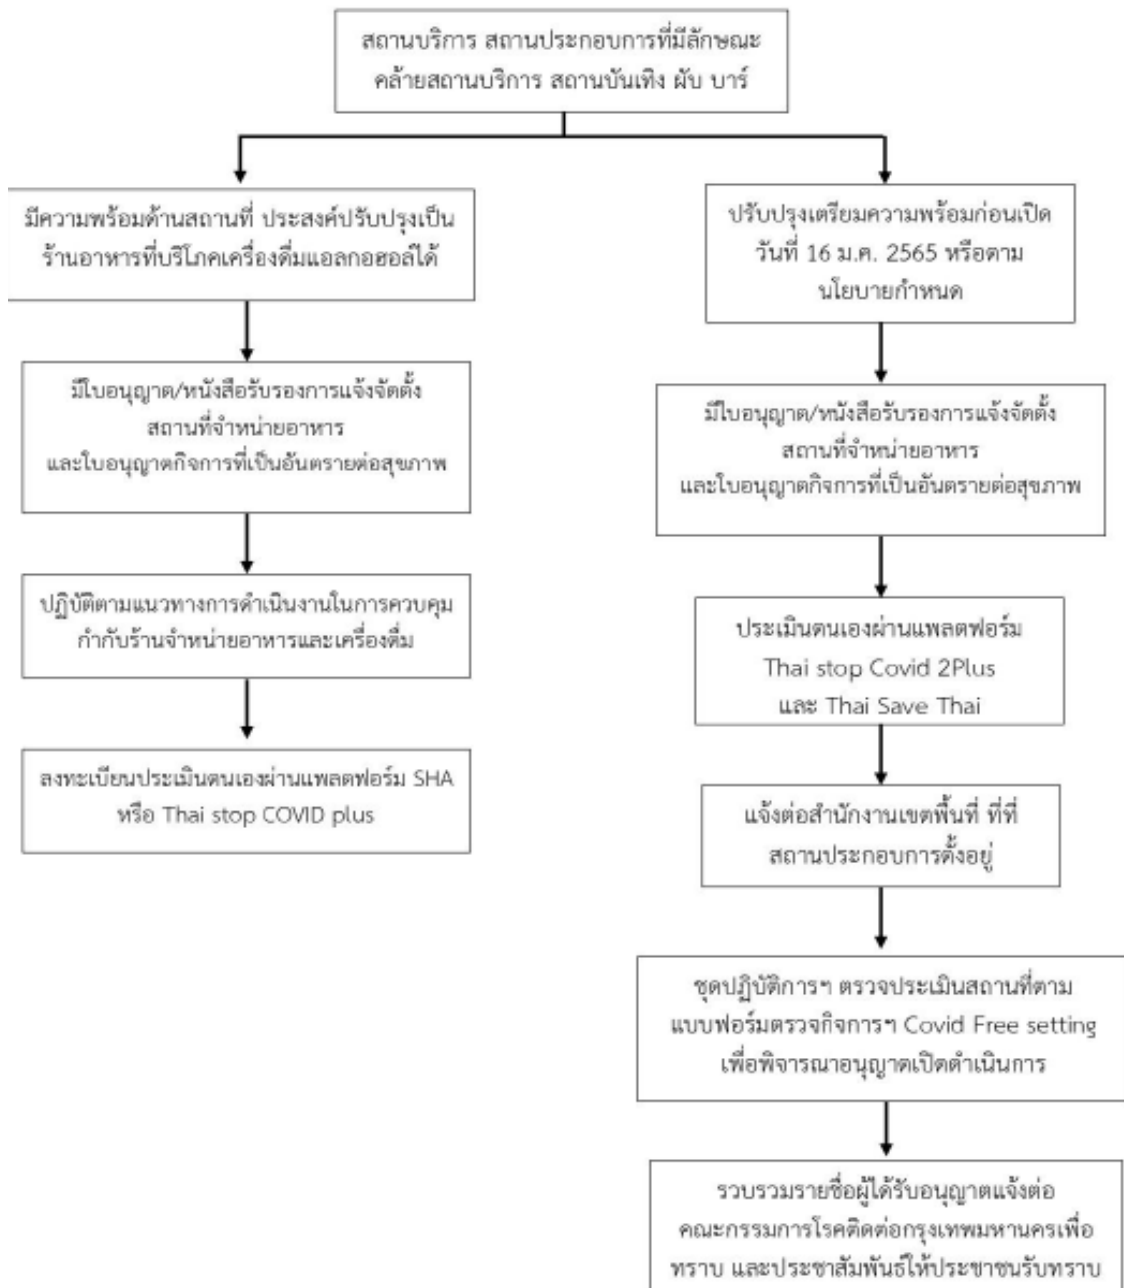 สถานบริการ สถานประกอบการที่มีลักษณะ
คล้ายสถานบริการ สถานบันเทิง ผับ บาร์
มีความพร้อมด้านสถานที่ ประสงค์ปรับปรุงเป็น
ร้านอาหารที่บริโภคเครื่องดื่มแอลกอฮอล์ได้
มีใบอนุญาต/หนังสือรับรองการแจ้งจัดตั้ง
สถานที่จำหน่ายอาหาร
และใบอนุญาตกิจการที่เป็นอันตรายต่อสุขภาพ
ปฏิบัติตามแนวทางการดำเนินงานในการควบคุม
กำกับร้านจำหน่ายอาหารและเครื่องดื่ม
ลงทะเบียนประเมินตนเองผ่านแพลตฟอร์ม SHA
หรือ Thai stop COVID plus
ปรับปรุงเตรียมความพร้อมก่อนเปิด
วันที่ 16 ม.ค. 2565 หรือตาม
นโยบายกำหนด
มีใบอนุญาต/หนังสือรับรองการแจ้งจัดตั้ง
สถานที่จำหน่ายอาหาร
และใบอนุญาตกิจการที่เป็นอันตรายต่อสุขภาพ
ประเมินตนเองผ่านแพลตฟอร์ม
Thai stop Covid 2Plus
และ Thai Save Thai
แจ้งต่อสำนักงานเขตพื้นที่ ที่ที่
สถานประกอบการตั้งอยู่
ชุดปฏิบัติการฯ ตรวจประเมินสถานที่ตาม
แบบฟอร์มตรวจกิจการฯ Covid Free setting
เพื่อพิจารณาอนุญาตเปิดดำเนินการ
รวบรวมรายชื่อผู้ได้รับอนุญาตแจ้งต่อ
คณะกรรมการโรคติดต่อกรุงเทพมหานครเพื่อ
ทราบ และประชาสัมพันธ์ให้ประชาชนรับทราบ